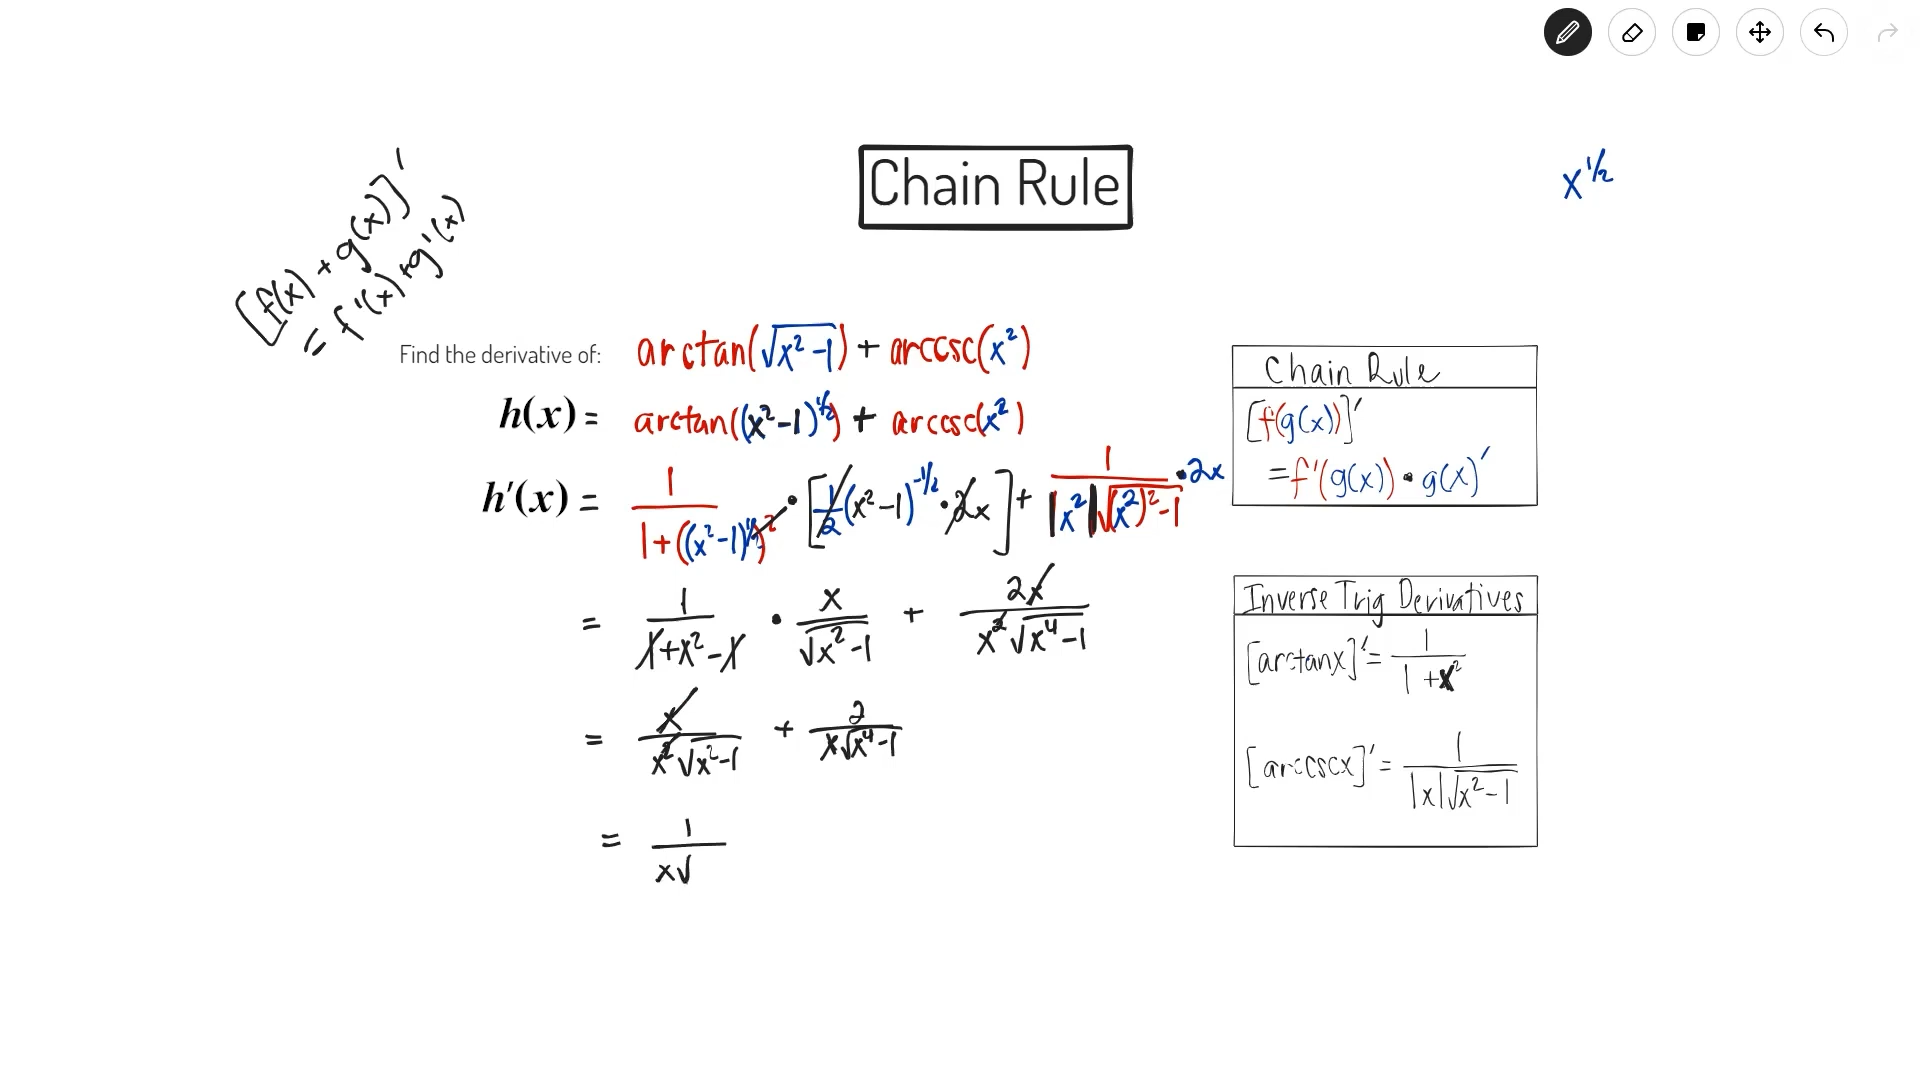 Chain Rule
x^{1/2}
[f(x) + g(x)]'
= f'(x) + g'(x)
Find the derivative of: arctan(√(x² -1)) + arccsc(x²)
h(x) = arctan((x² -1)^{1/2}) + arccsc(x²)
h'(x) = 1/(1+((x² -1)^{1/2})²) • [1/2 (x² -1)^{-1/2} · 2x] + 1/(|x²|√((x²)² -1)) • 2x
= 1/(1+x² -1) • x/√(x² -1) + 2x/(x²√(x⁴ -1))
= x/(x²√(x² -1)) + 2/(x√(x⁴ -1))
= 1/(x√
Chain Rule
[f(g(x))]'
= f'(g(x)) • g(x)'
Inverse Trig Derivatives
[arctanx]' = 1/(1 + x²)
[arccscx]' = 1/(|x|√(x² -1))